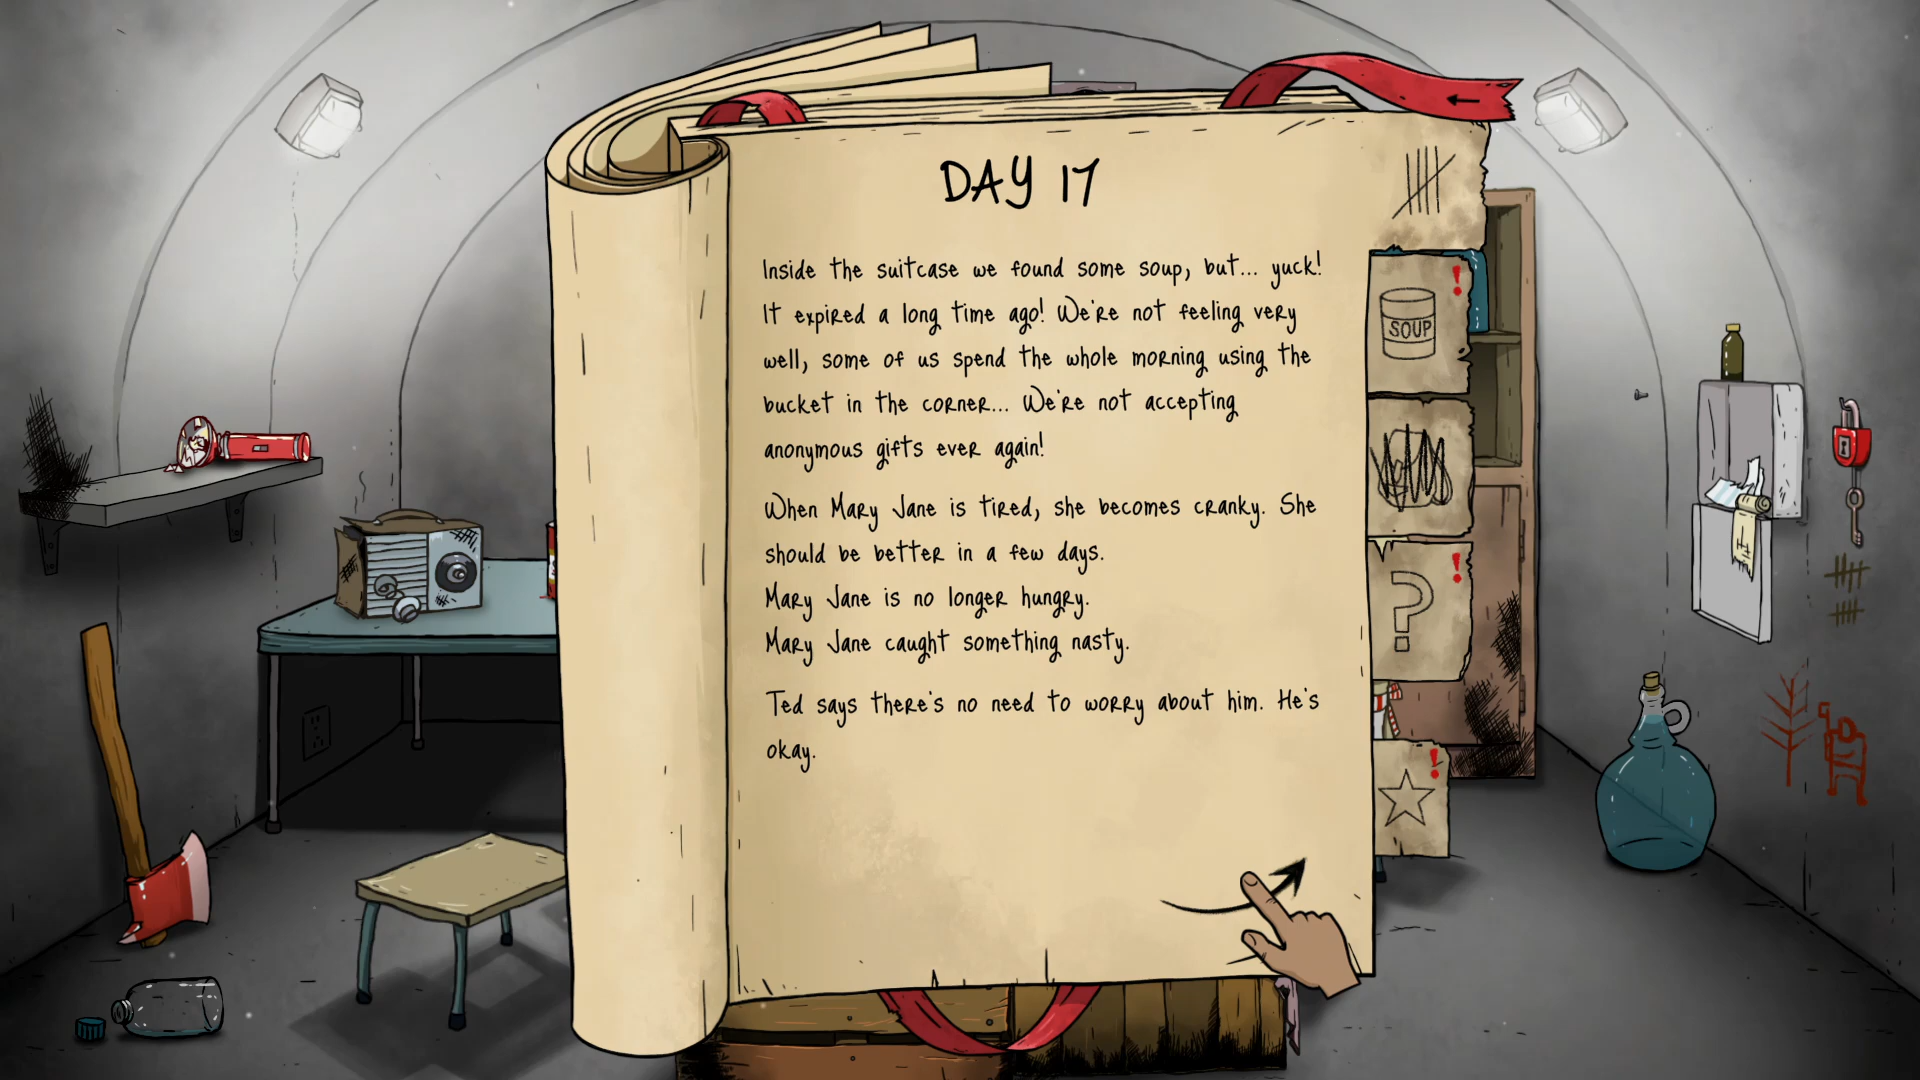 DAY 17
Inside the suitcase we found some soup, but... yuck!
It expired a long time ago! We're not feeling very
well, some of us spend the whole morning using the
bucket in the corner... We're not accepting
anonymous gifts ever again!
When Mary Jane is tired, she becomes cranky. She
should be better in a few days.
Mary Jane is no longer hungry.
Mary Jane caught something nasty.
Ted says there's no need to worry about him. He's
okay.
!
SOUP
?
!
!